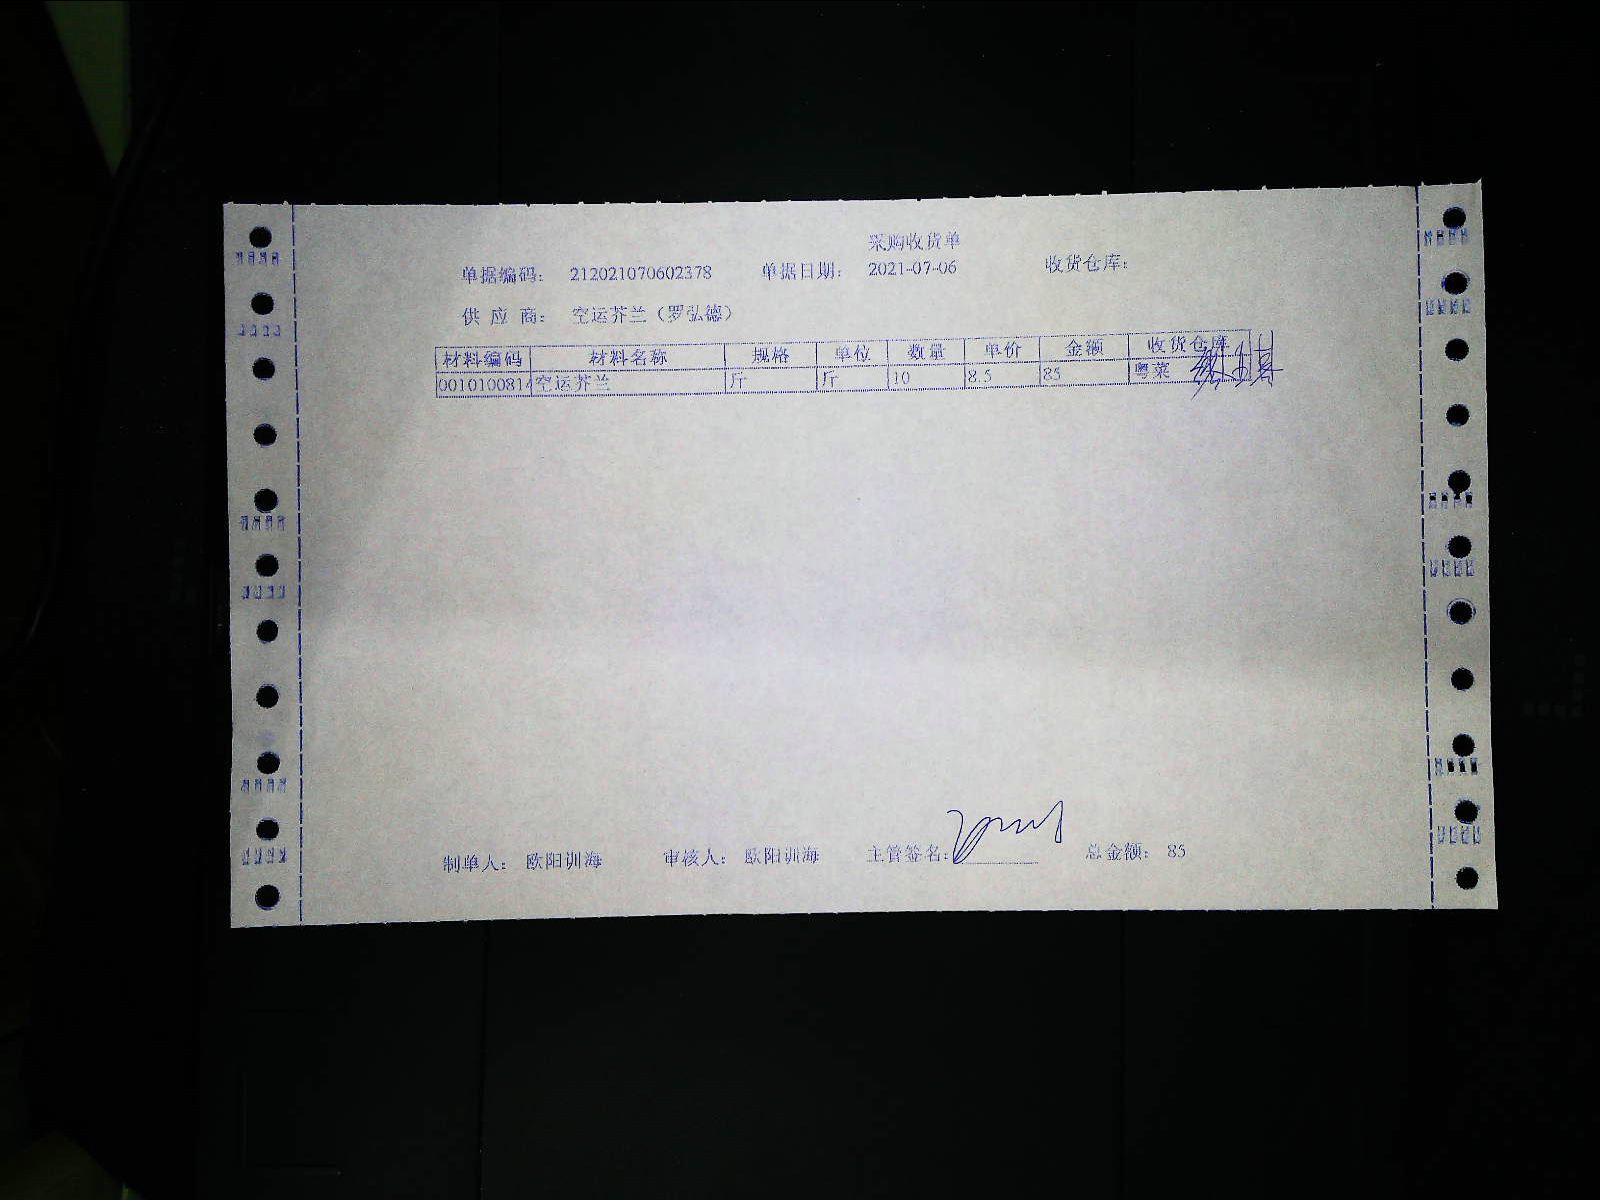 采购收货单
单据编码： 212021070602378 单据日期： 2021-07-06 收货仓库：
供 应 商： 空运芥兰（罗弘德）
材料编码 材料名称 规格 单位 数量 单价 金额 收货仓库
0010100814 空运芥兰 斤 斤 10 8.5 85 粤菜
制单人： 欧阳训海 审核人： 欧阳训海 主管签名： 总金额： 85